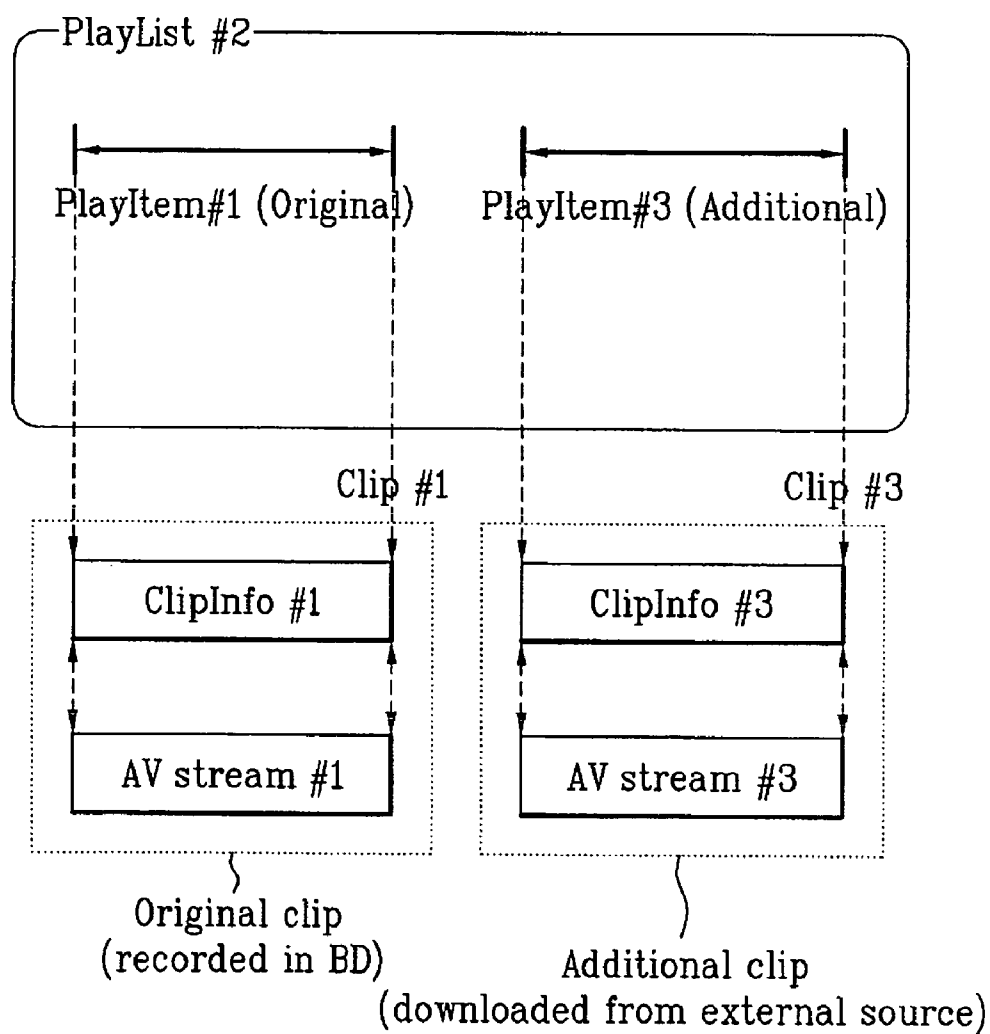 PlayList #2
PlayItem#1 (Original)
PlayItem#3 (Additional)
Clip #1
Clip #3
ClipInfo #1
ClipInfo #3
AV stream #1
AV stream #3
Original clip
(recorded in BD)
Additional clip
(downloaded from external source)